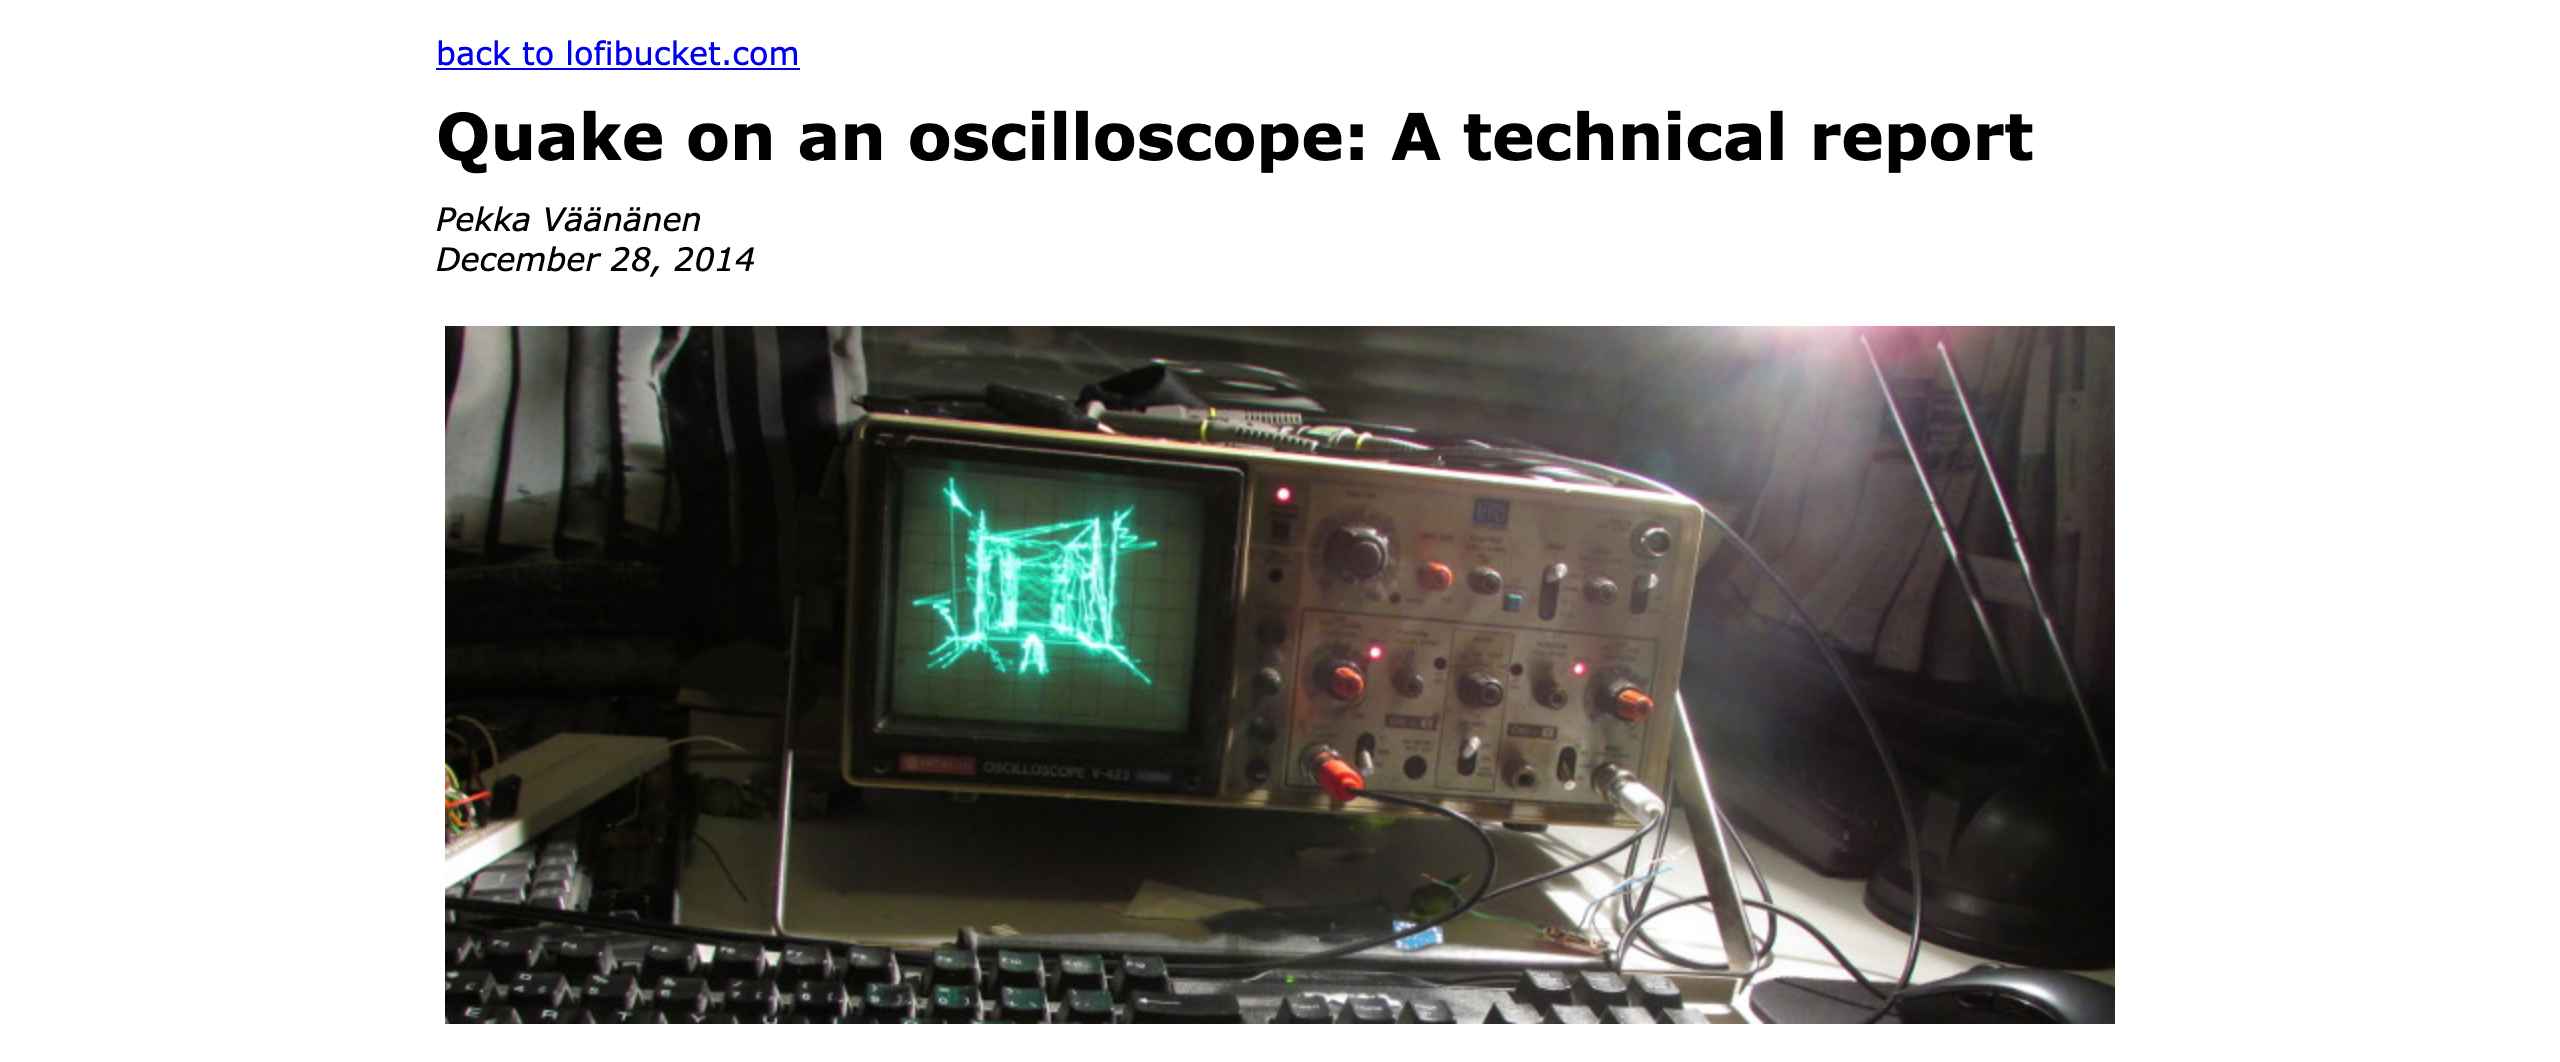 back to lofibucket.com
Quake on an oscilloscope: A technical report
Pekka Väänänen
December 28, 2014
OSCILLOSCOPE V-422